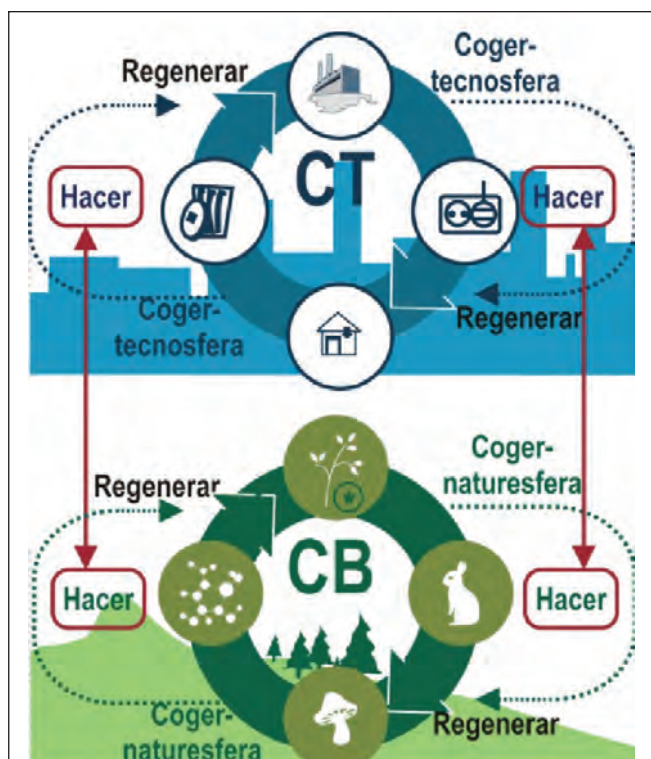 Regenerar
Coger-
tecnosfera
Hacer
CT
Hacer
Coger-
tecnosfera
Regenerar
Regenerar
Coger-
naturesfera
Hacer
CB
Hacer
Coger-
naturesfera
Regenerar